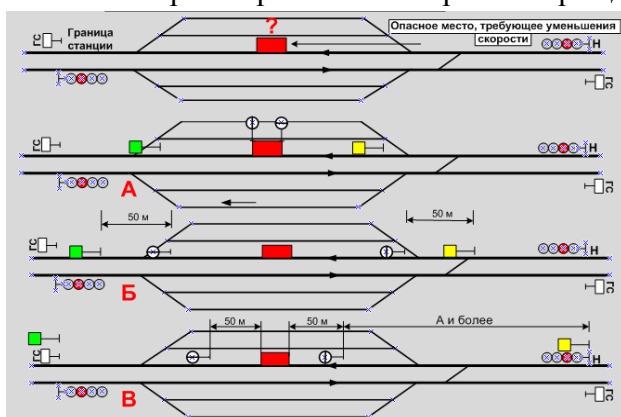 ГС
Граница
станции
?
Опасное место, требующее уменьшения
скорости
Н
ГС
ГС
Н
А
ГС
50 м
50 м
ГС
Н
Б
ГС
50 м
50 м
А и более
ГС
Н
В
ГС